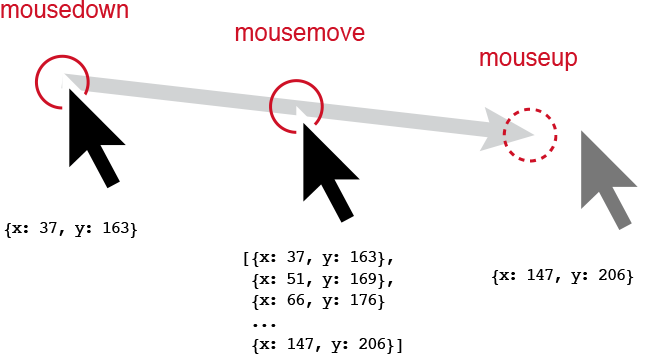 mousedown
mousemove
mouseup
{x: 37, y: 163}
[{x: 37, y: 163},
{x: 51, y: 169},
{x: 66, y: 176}
...
{x: 147, y: 206}]
{x: 147, y: 206}